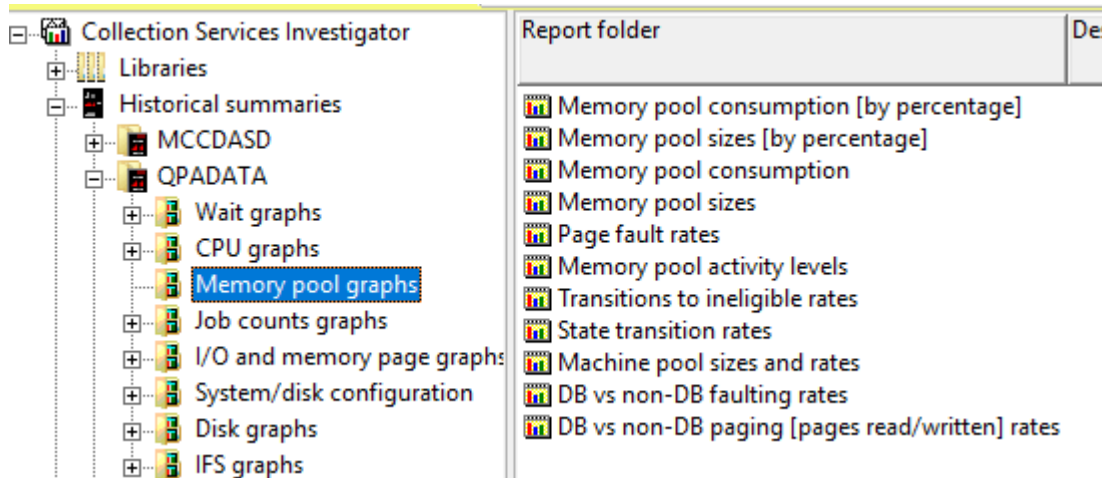 Collection Services Investigator
Libraries
Historical summaries
MCCDASD
QPADATA
Wait graphs
CPU graphs
Memory pool graphs
Job counts graphs
I/O and memory page graphs
System/disk configuration
Disk graphs
IFS graphs
Report folder
Memory pool consumption [by percentage]
Memory pool sizes [by percentage]
Memory pool consumption
Memory pool sizes
Page fault rates
Memory pool activity levels
Transitions to ineligible rates
State transition rates
Machine pool sizes and rates
DB vs non-DB faulting rates
DB vs non-DB paging [pages read/written] rates